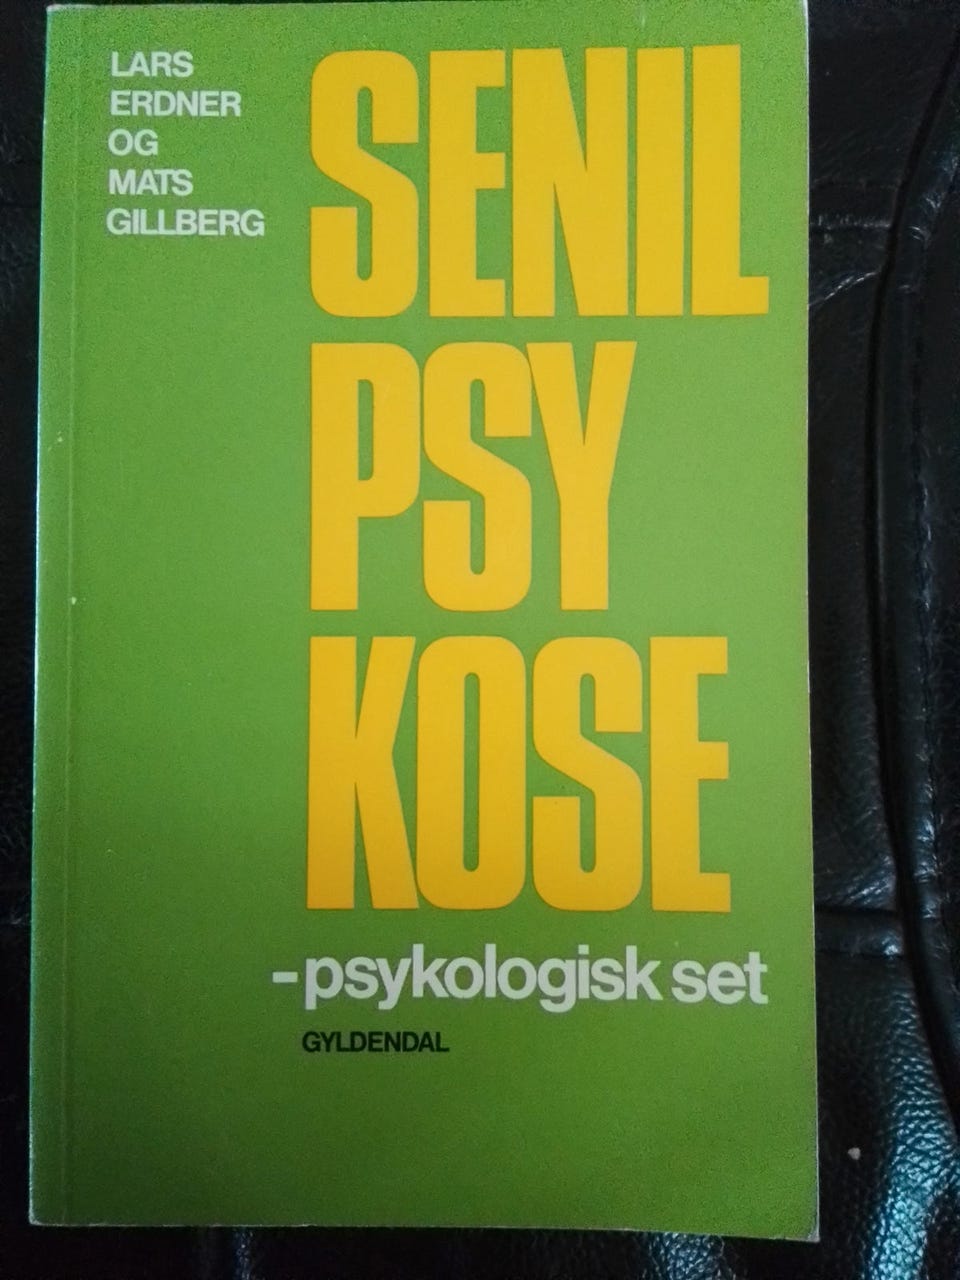 LARS
ERDNER
OG
MATS
GILLBERG
SENIL
PSY
KOSE
-psykologisk set
GYLDENDAL